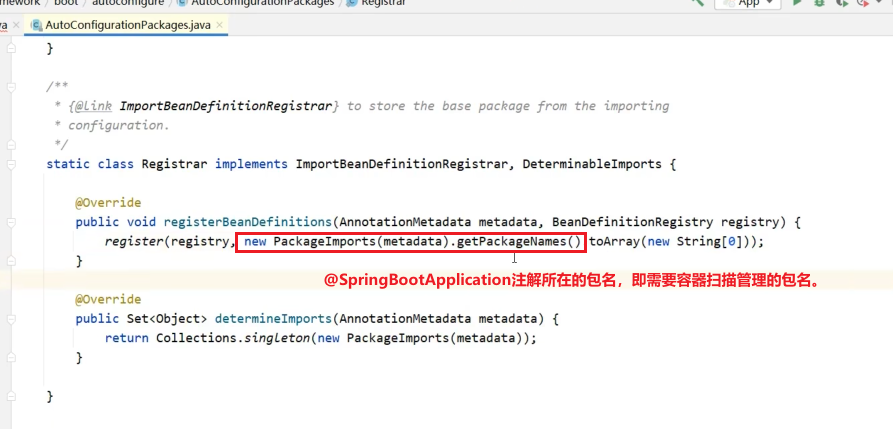 mework
boot
autoconfigure
AutoConfigurationPackages
Registrar
App
va
AutoConfigurationPackages.java
}
/**
* {@link ImportBeanDefinitionRegistrar} to store the base package from the importing
* configuration.
*/
static class Registrar implements ImportBeanDefinitionRegistrar, DeterminableImports {
@Override
public void registerBeanDefinitions(AnnotationMetadata metadata, BeanDefinitionRegistry registry) {
register(registry, new PackageImports(metadata).getPackageNames().toArray(new String[0]));
}
@SpringBootApplication注解所在的包名，即需要容器扫描管理的包名。
@Override
public Set<Object> determineImports(AnnotationMetadata metadata) {
return Collections.singleton(new PackageImports(metadata));
}
}